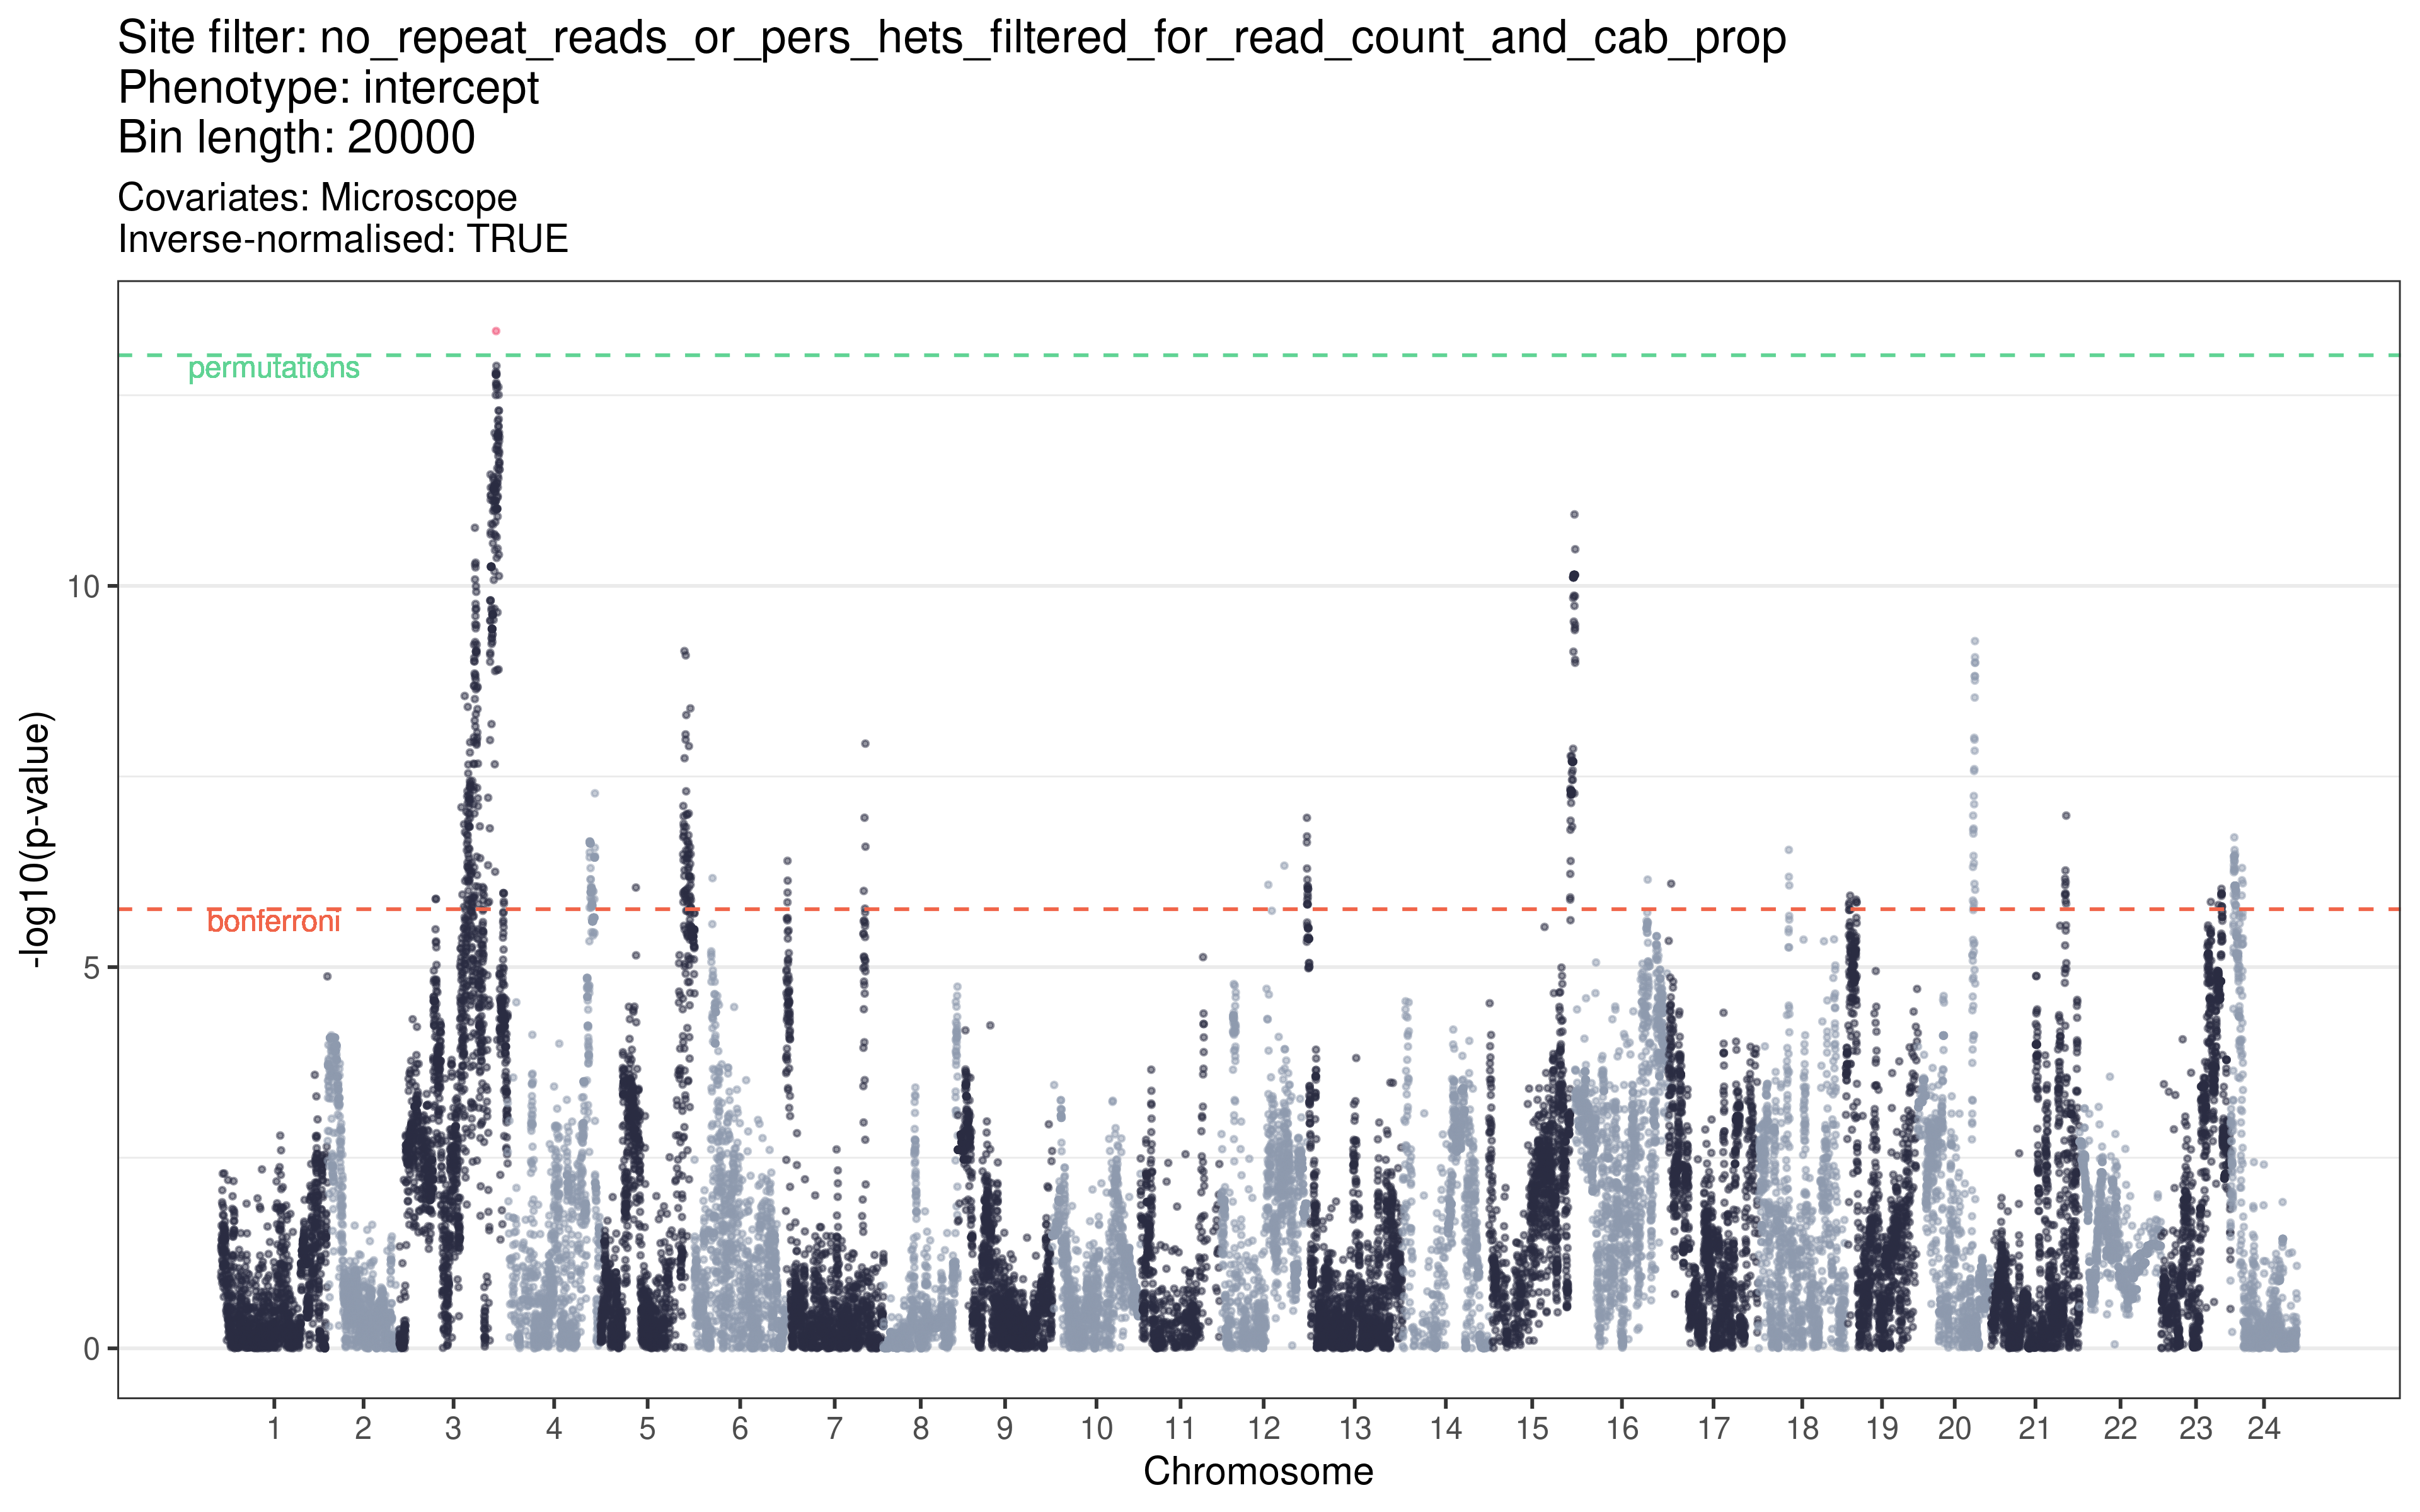 Site filter: no_repeat_reads_or_pers_hets_filtered_for_read_count_and_cab_prop
Phenotype: intercept
Bin length: 20000
Covariates: Microscope
Inverse-normalised: TRUE
permutations
10
-log10(p-value)
bonferroni
5
0
1 2 3 4 5 6 7 8 9 10 11 12 13 14 15 16 17 18 19 20 21 22 23 24
Chromosome